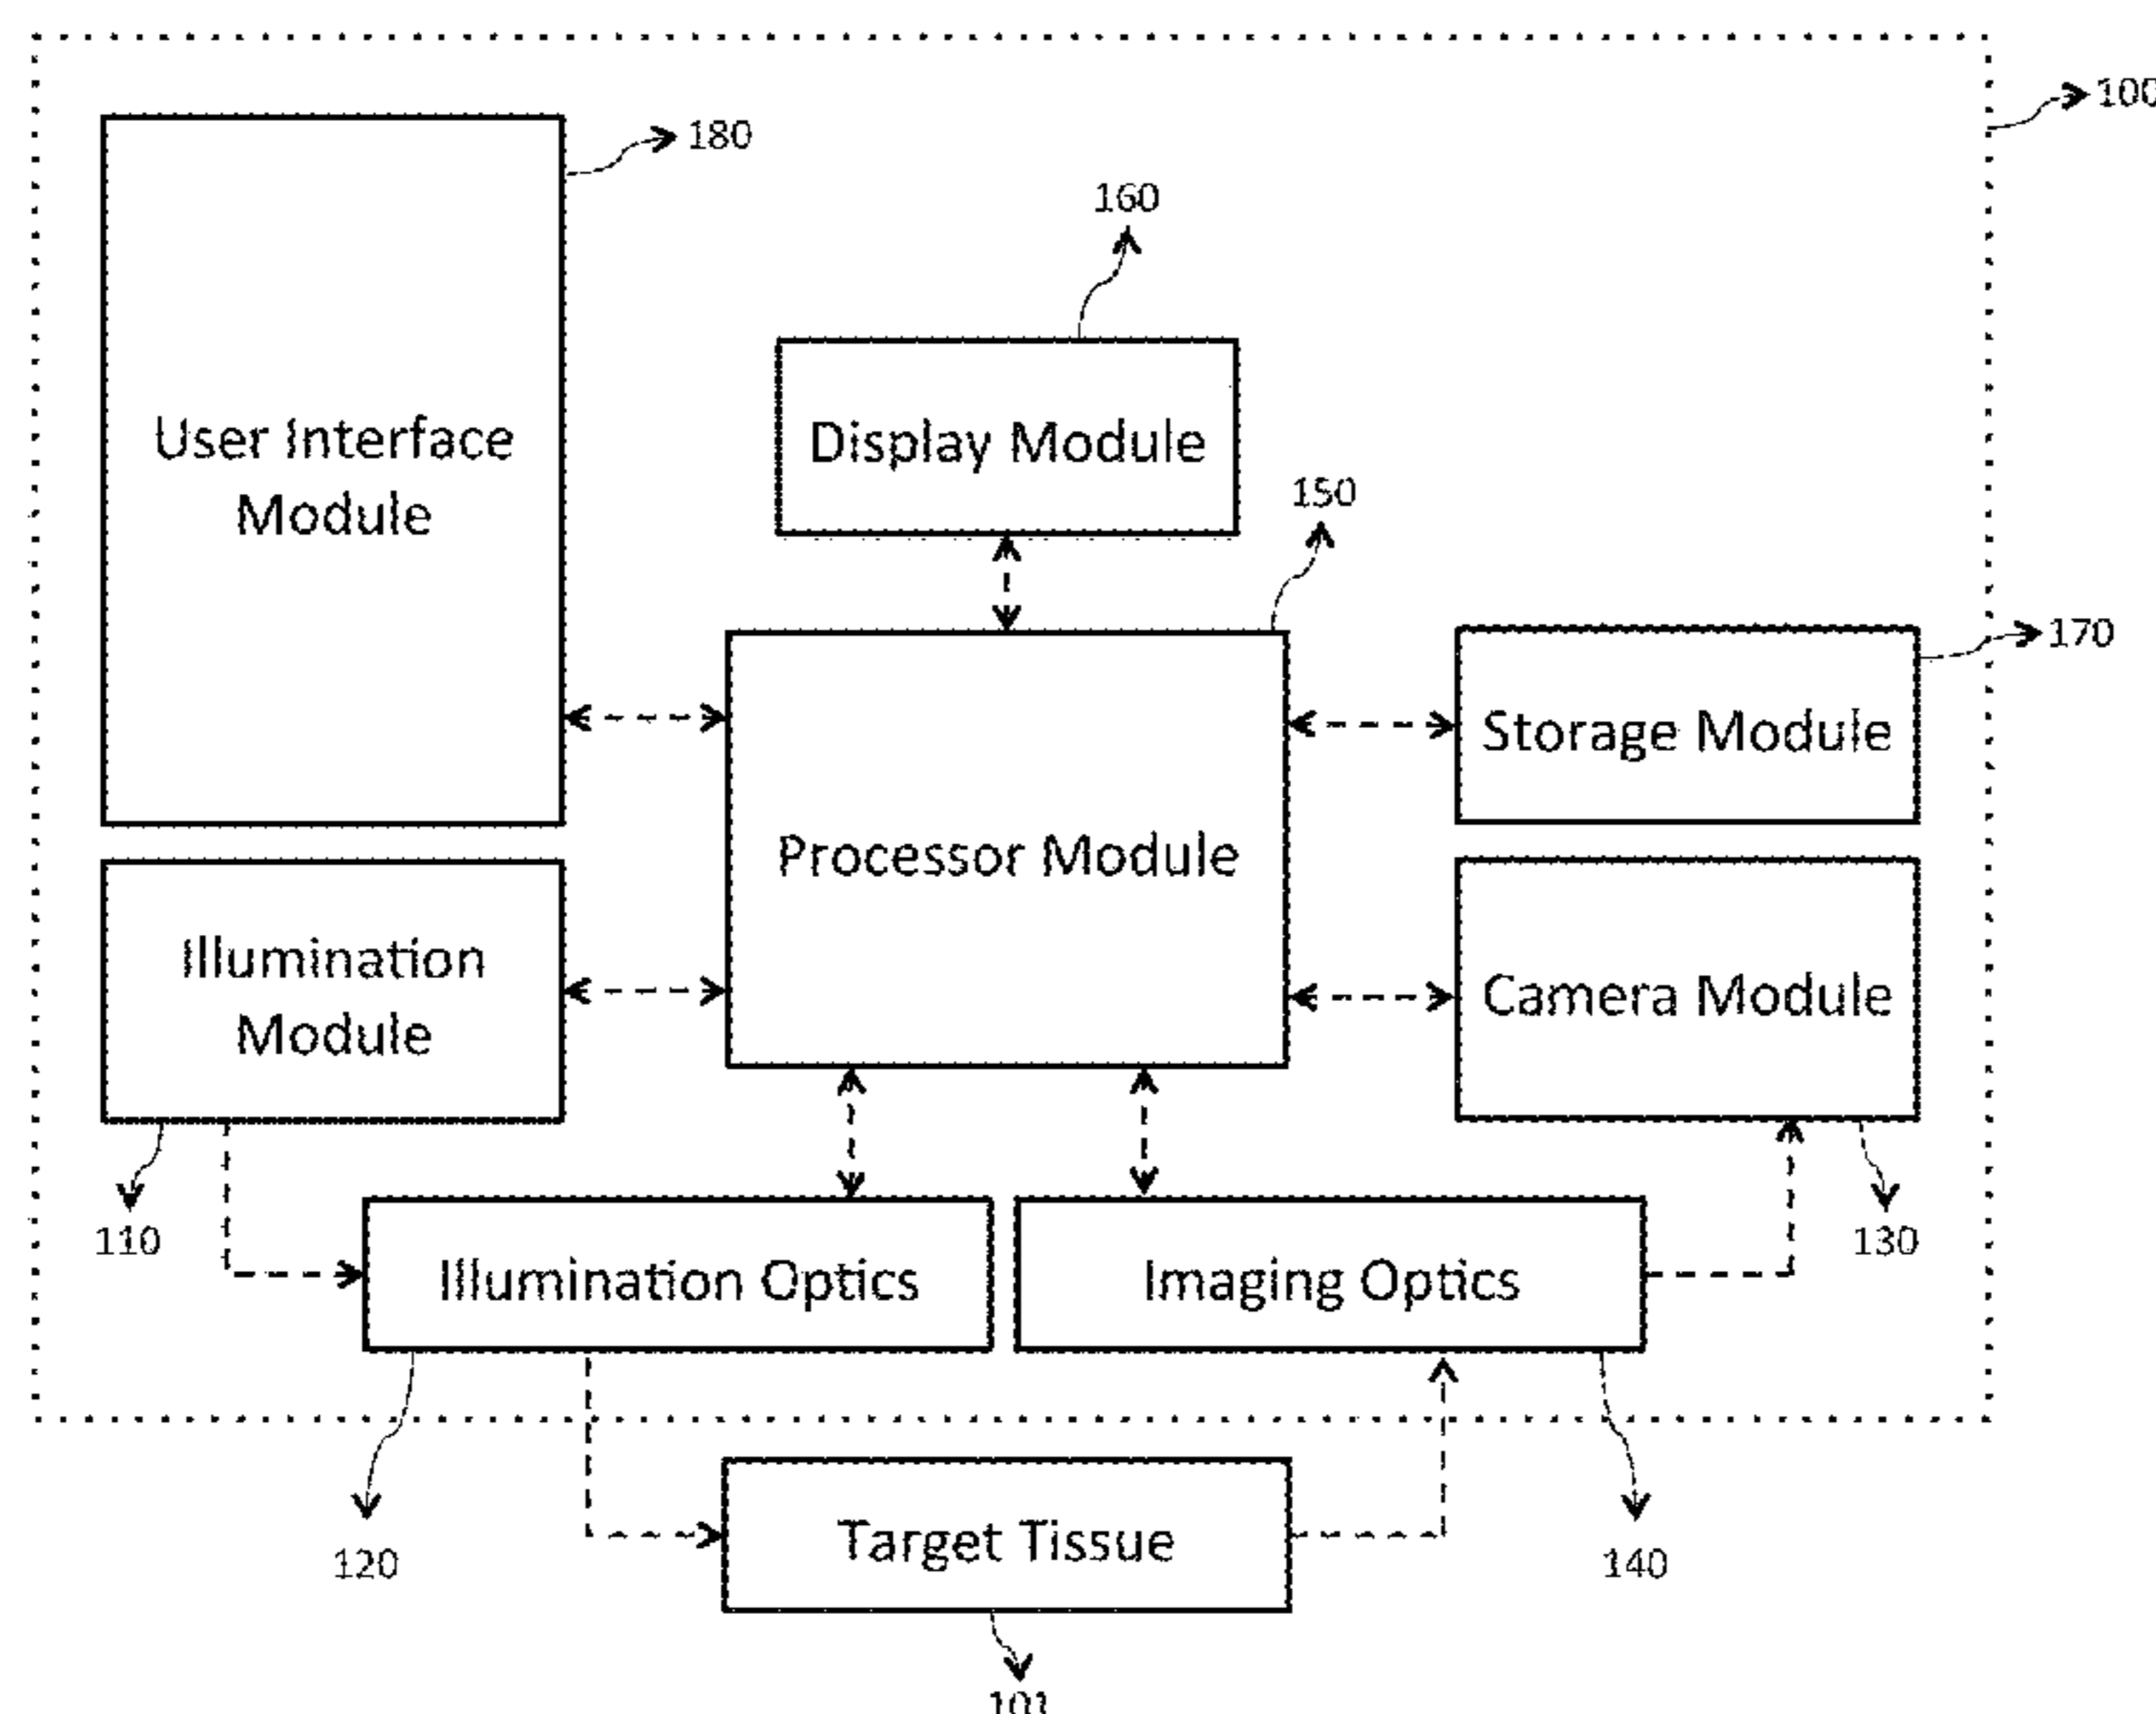 100
180
160
User Interface
Module
Display Module
150
170
Storage Module
Processor Module
Illumination
Module
Camera Module
110
130
Illumination Optics
Imaging Optics
Target Tissue
120
140